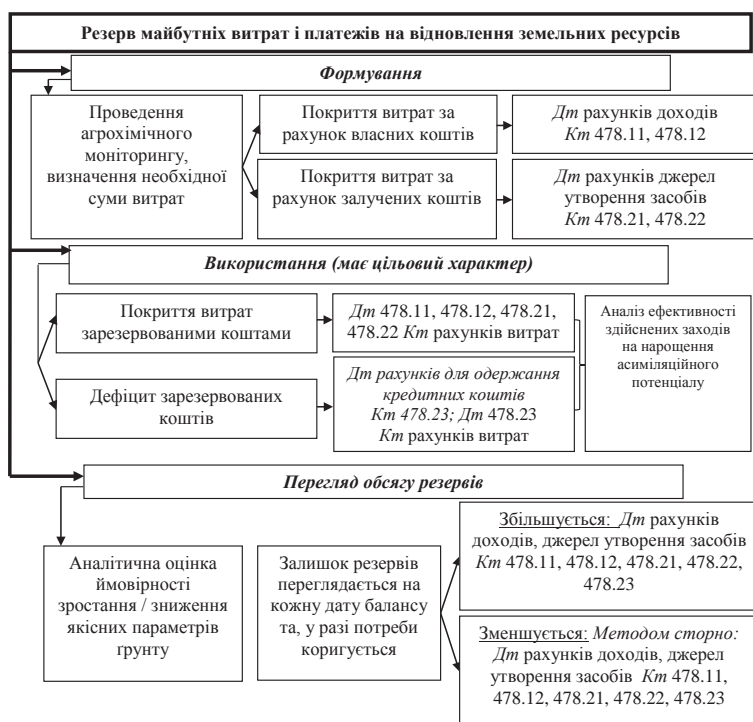 Резерв майбутніх витрат і платежів на відновлення земельних ресурсів
Формування
Проведення
агрохімічного
моніторингу,
визначення необхідної
суми витрат
Покриття витрат за
рахунок власних коштів
Дт рахунків доходів
Кт 478.11, 478.12
Покриття витрат за
рахунок залучених коштів
Дт рахунків джерел
утворення засобів
Кт 478.21, 478.22
Використання (має цільовий характер)
Покриття витрат
зарезервованими коштами
Дт 478.11, 478.12, 478.21,
478.22 Кт рахунків витрат
Дефіцит зарезервованих
коштів
Дт рахунків для одержання
кредитних коштів
Кт 478.23; Дт 478.23
Кт рахунків витрат
Аналіз ефективності
здійснених заходів
на нарощення
асиміляційного
потенціалу
Перегляд обсягу резервів
Аналітична оцінка
ймовірності
зростання / зниження
якісних параметрів
ґрунту
Залишок резервів
переглядається на
кожну дату балансу
та, у разі потреби
коригується
Збільшується: Дт рахунків
доходів, джерел утворення засобів
Кт 478.11, 478.12, 478.21, 478.22,
478.23
Зменшується: Методом сторно:
Дт рахунків доходів, джерел
утворення засобів Кт 478.11,
478.12, 478.21, 478.22, 478.23